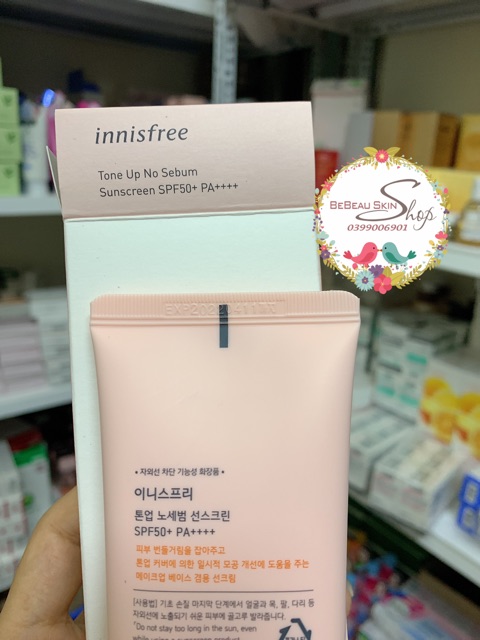 innisfree
Tone Up No Sebum
Sunscreen SPF50+ PA++++
BEBEAU SKIN Shop
0399006901
• 자외선 차단 기능성 화장품 •
이니스프리
톤업 노세범 선스크린
SPF50+ PA++++
피부 번들거림을 잡아주고
톤업 커버에 의한 일시적 모공 개선에 도움을 주는
메이크업 베이스 겸용 선크림
[사용법] 기초 손질 마지막 단계에서 얼굴과 목, 팔, 다리 등
자외선에 노출되기 쉬운 피부에 골고루 발라줍니다.
*Do not stay too long in the sun, even